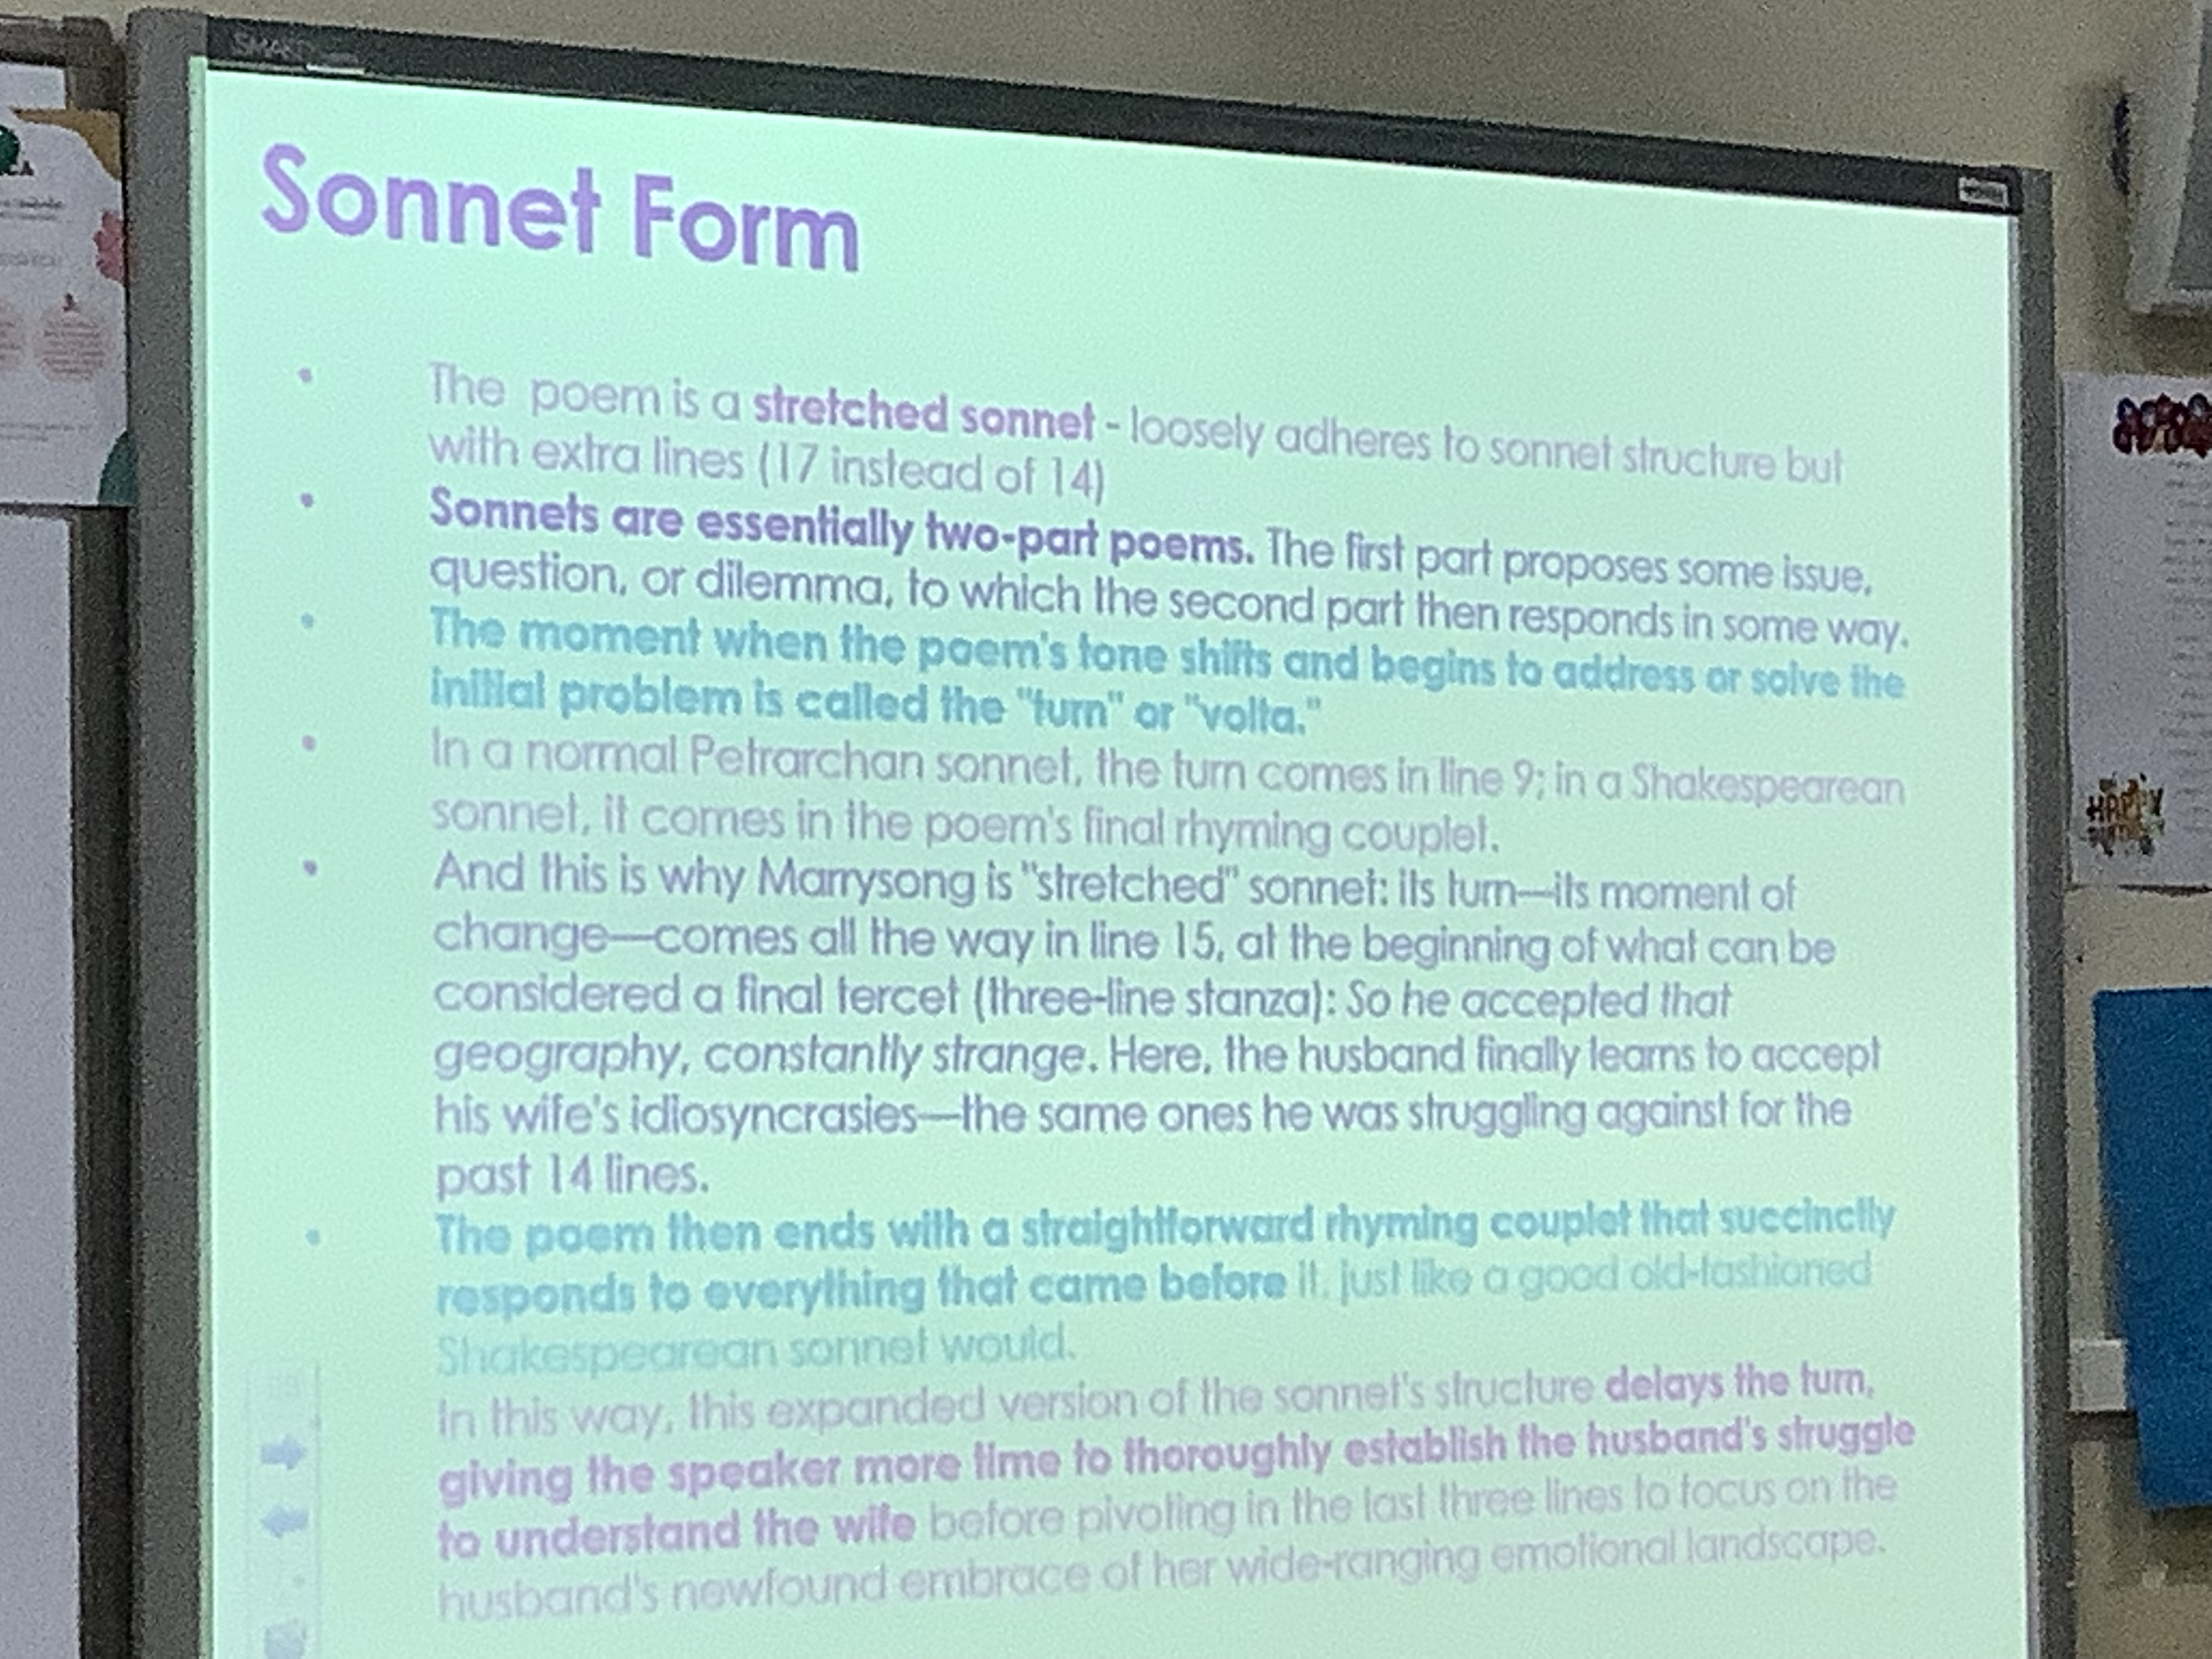 SMART
Sonnet Form
• The poem is a stretched sonnet - loosely adheres to sonnet structure but
with extra lines (17 instead of 14)
• Sonnets are essentially two-part poems. The first part proposes some issue,
question, or dilemma, to which the second part then responds in some way.
• The moment when the poem's tone shifts and begins to address or solve the
initial problem is called the "turn" or "volta."
• In a normal Petrarchan sonnet, the turn comes in line 9; in a Shakespearean
sonnet, it comes in the poem's final rhyming couplet.
• And this is why Marrysong is "stretched" sonnet: its turn—its moment of
change—comes all the way in line 15, at the beginning of what can be
considered a final tercet (three-line stanza): So he accepted that
geography, constantly strange. Here, the husband finally learns to accept
his wife's idiosyncrasies—the same ones he was struggling against for the
past 14 lines.
• The poem then ends with a straightforward rhyming couplet that succinctly
responds to everything that came before it, just like a good old-fashioned
Shakespearean sonnet would.
In this way, this expanded version of the sonnet's structure delays the turn,
giving the speaker more time to thoroughly establish the husband's struggle
to understand the wife before pivoting in the last three lines to focus on the
husband's newfound embrace of her wide-ranging emotional landscape.
HAPPY